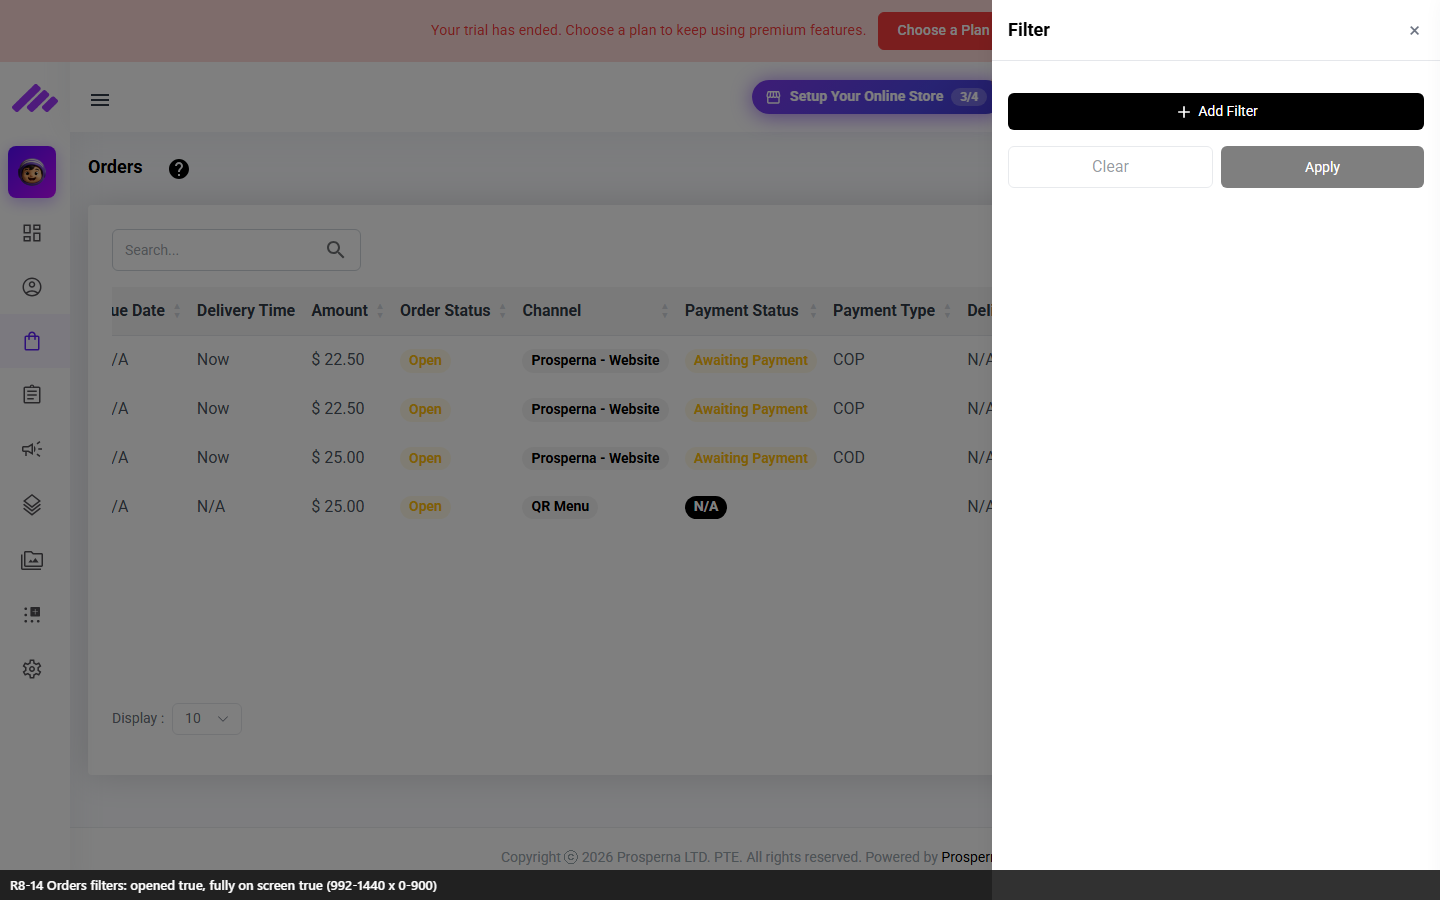 Your trial has ended. Choose a plan to keep using premium features. Choose a Plan
Filter
Setup Your Online Store 3/4
+ Add Filter
Clear Apply
Orders ?
Search...
ue Date Delivery Time Amount Order Status Channel Payment Status Payment Type Deli
/A Now $ 22.50 Open Prosperna - Website Awaiting Payment COP N/A
/A Now $ 22.50 Open Prosperna - Website Awaiting Payment COP N/A
/A Now $ 25.00 Open Prosperna - Website Awaiting Payment COD N/A
/A N/A $ 25.00 Open QR Menu N/A N/A
Display : 10
Copyright © 2026 Prosperna LTD. PTE. All rights reserved. Powered by Prospern
R8-14 Orders filters: opened true, fully on screen true (992-1440 x 0-900)